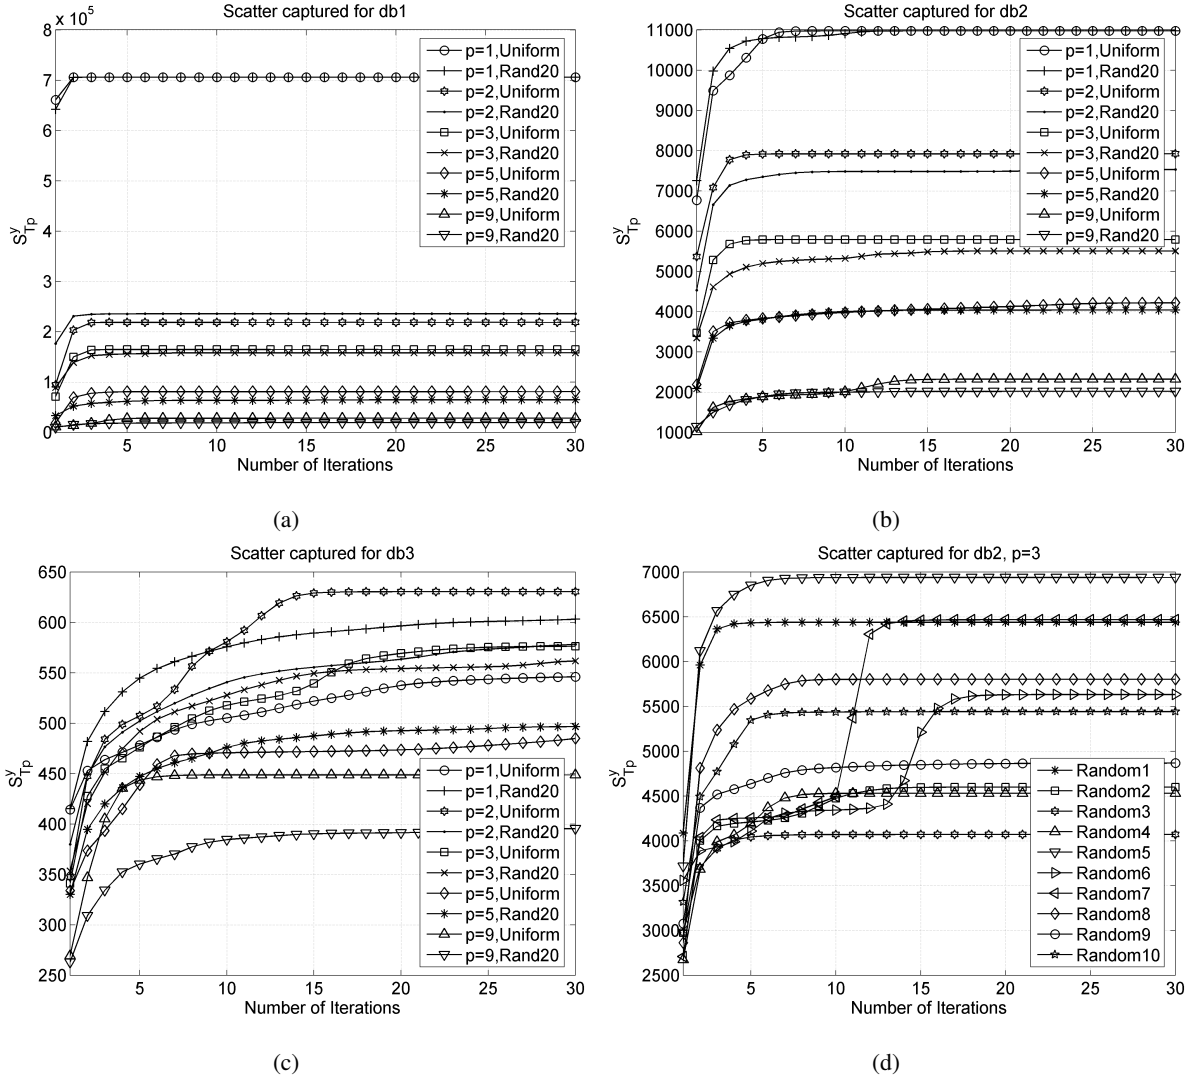 Scatter captured for db1
x 10^5
8
7
6
5
4
3
2
1
0
5 10 15 20 25 30
Number of Iterations
S^y_Tp
p=1,Uniform
p=1,Rand20
p=2,Uniform
p=2,Rand20
p=3,Uniform
p=3,Rand20
p=5,Uniform
p=5,Rand20
p=9,Uniform
p=9,Rand20
(a)
Scatter captured for db2
11000
10000
9000
8000
7000
6000
5000
4000
3000
2000
1000
5 10 15 20 25 30
Number of Iterations
S^y_Tp
p=1,Uniform
p=1,Rand20
p=2,Uniform
p=2,Rand20
p=3,Uniform
p=3,Rand20
p=5,Uniform
p=5,Rand20
p=9,Uniform
p=9,Rand20
(b)
Scatter captured for db3
650
600
550
500
450
400
350
300
250
5 10 15 20 25 30
Number of Iterations
S^y_Tp
p=1,Uniform
p=1,Rand20
p=2,Uniform
p=2,Rand20
p=3,Uniform
p=3,Rand20
p=5,Uniform
p=5,Rand20
p=9,Uniform
p=9,Rand20
(c)
Scatter captured for db2, p=3
7000
6500
6000
5500
5000
4500
4000
3500
3000
2500
5 10 15 20 25 30
Number of Iterations
S^y_Tp
Random1
Random2
Random3
Random4
Random5
Random6
Random7
Random8
Random9
Random10
(d)